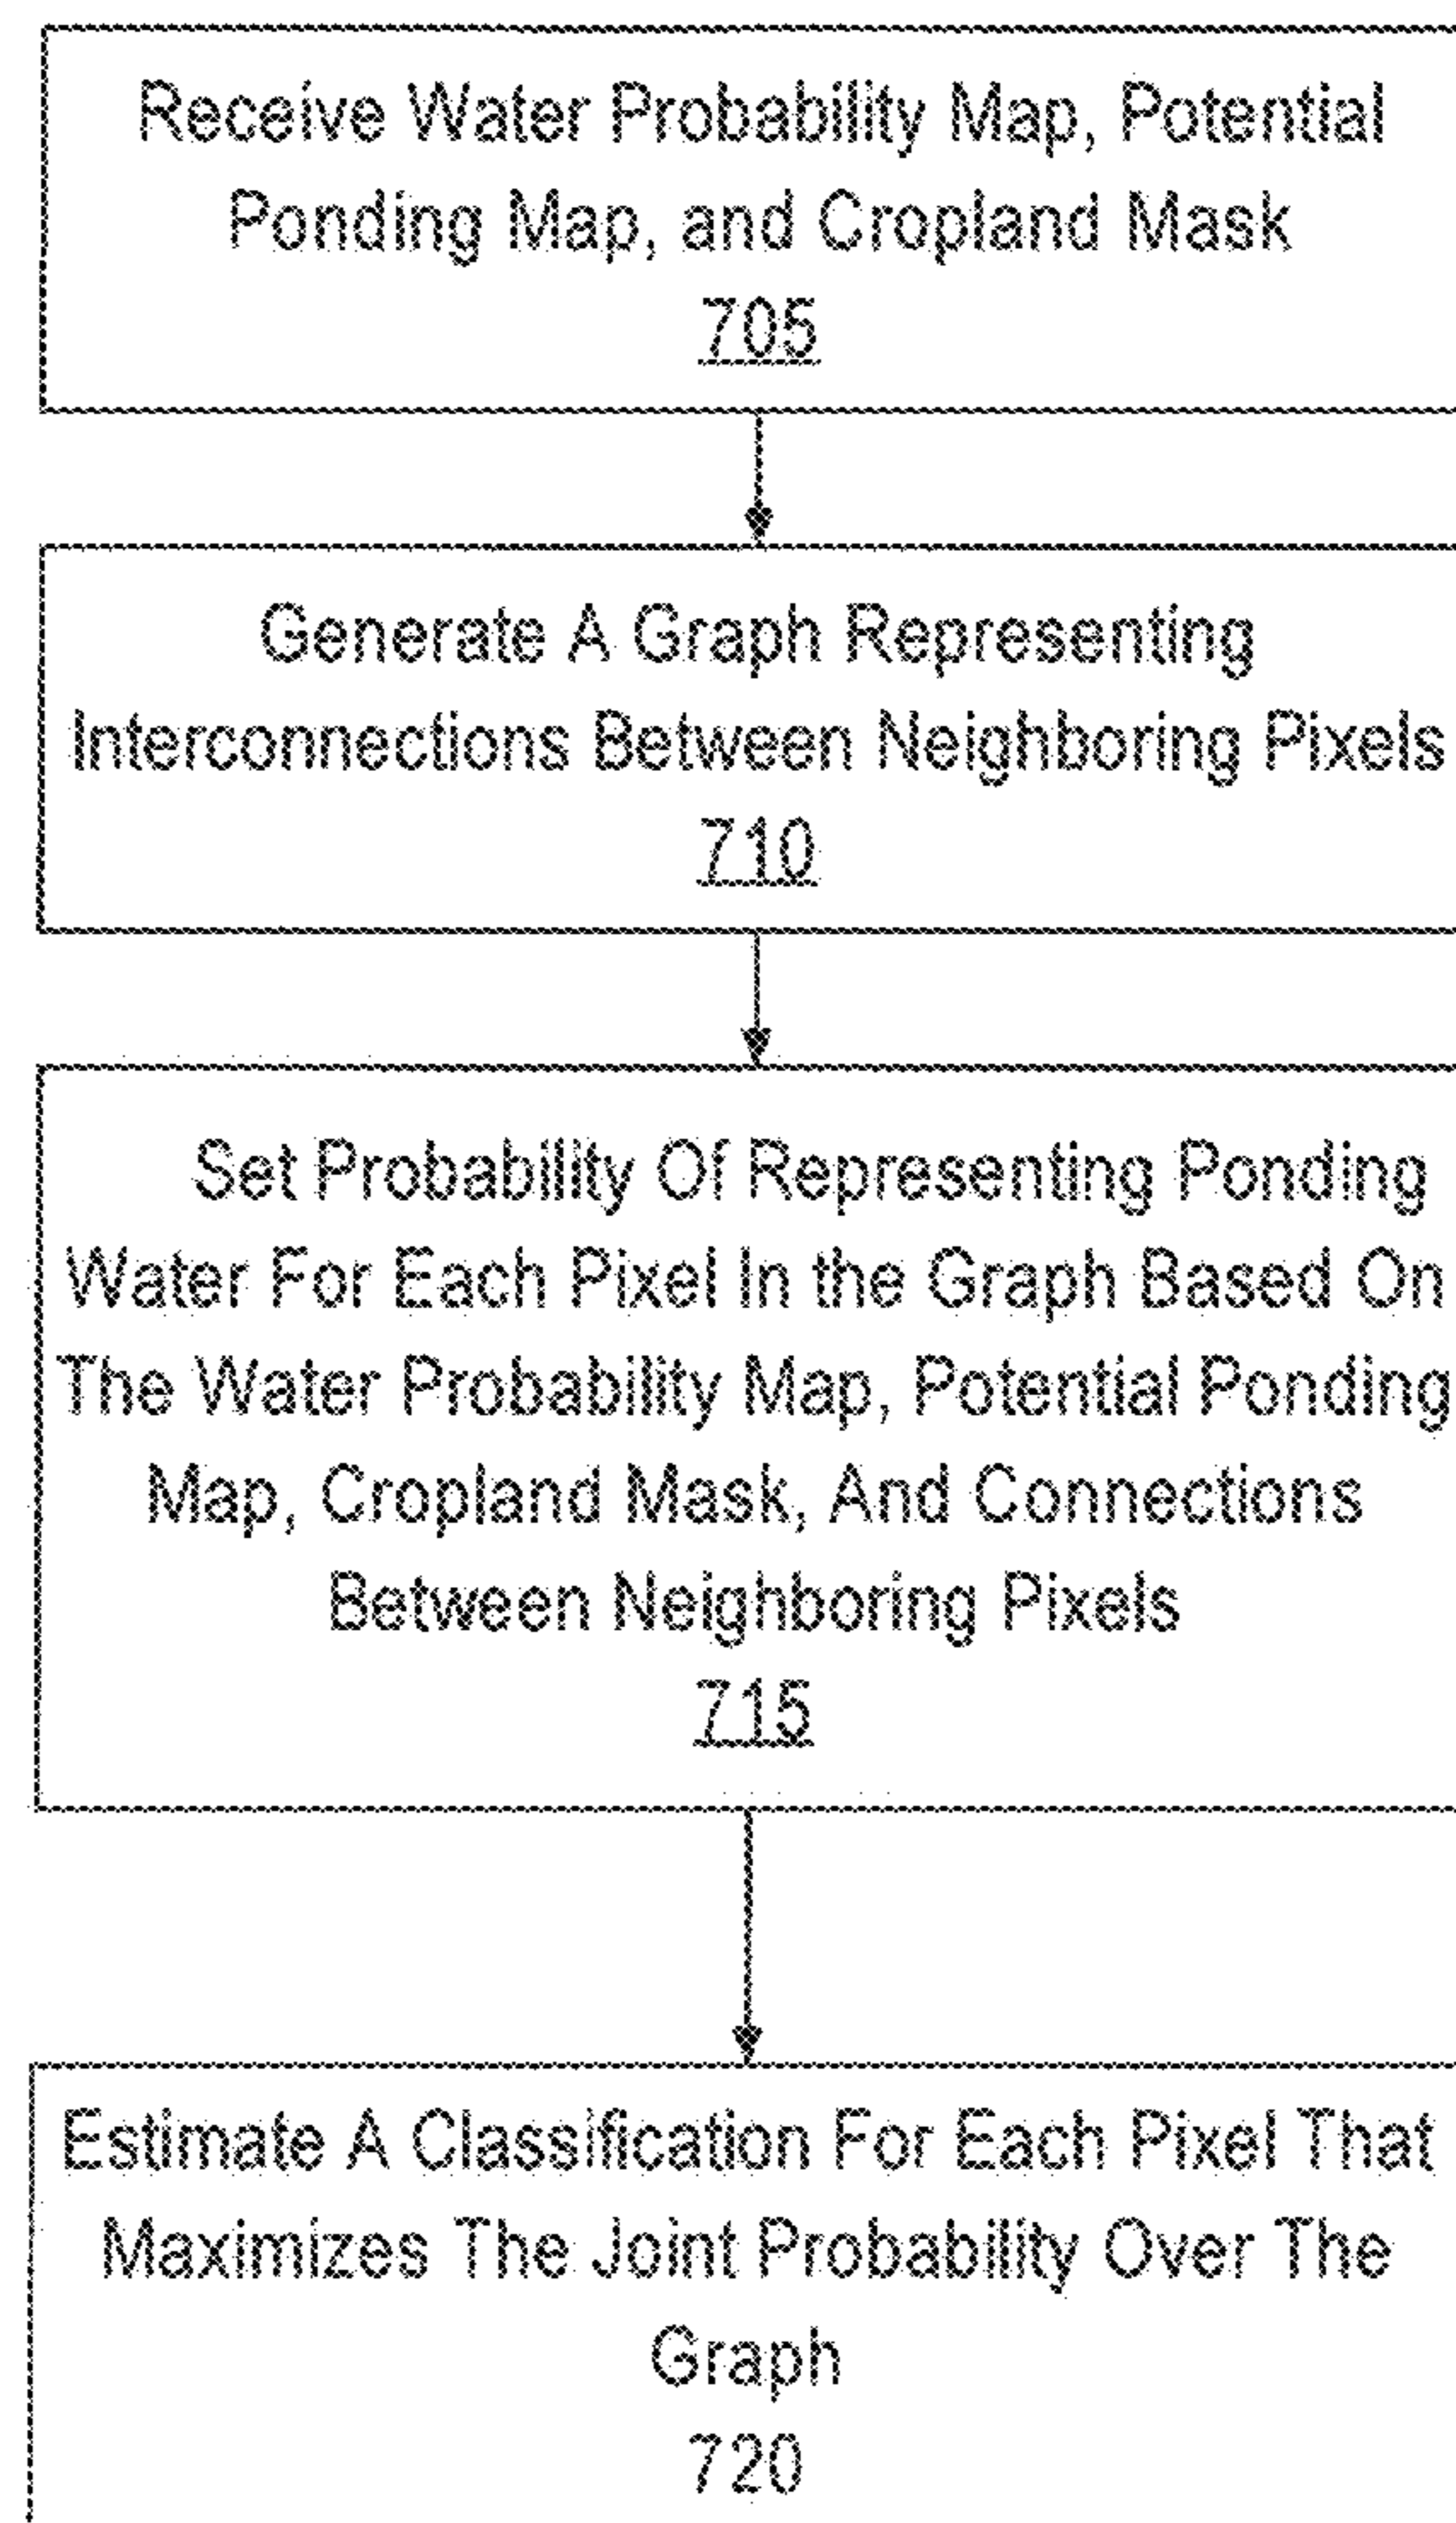 Receive Water Probability Map, Potential
Ponding Map, and Cropland Mask
705
Generate A Graph Representing
Interconnections Between Neighboring Pixels
710
Set Probability Of Representing Ponding
Water For Each Pixel In the Graph Based On
The Water Probability Map, Potential Ponding
Map, Cropland Mask, And Connections
Between Neighboring Pixels
715
Estimate A Classification For Each Pixel That
Maximizes The Joint Probability Over The
Graph
720